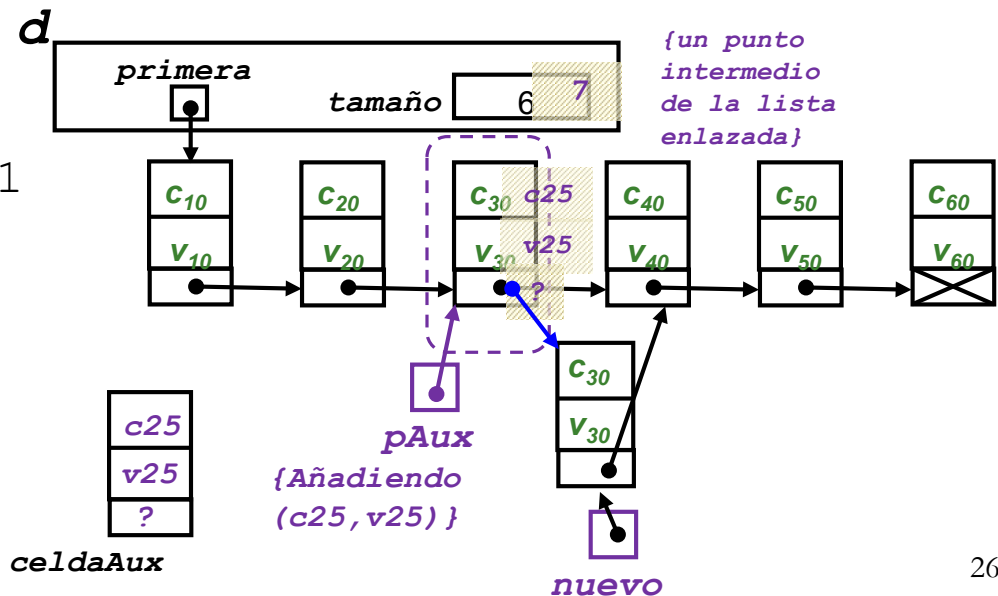 d
primera
tamaño
6
7
{un punto
intermedio
de la lista
enlazada}
1
c10
c20
c30
c25
c40
c50
c60
v10
v20
v30
v25
v40
v50
v60
?
c30
v30
pAux
{Añadiendo
(c25,v25)}
c25
v25
?
celdaAux
nuevo
26